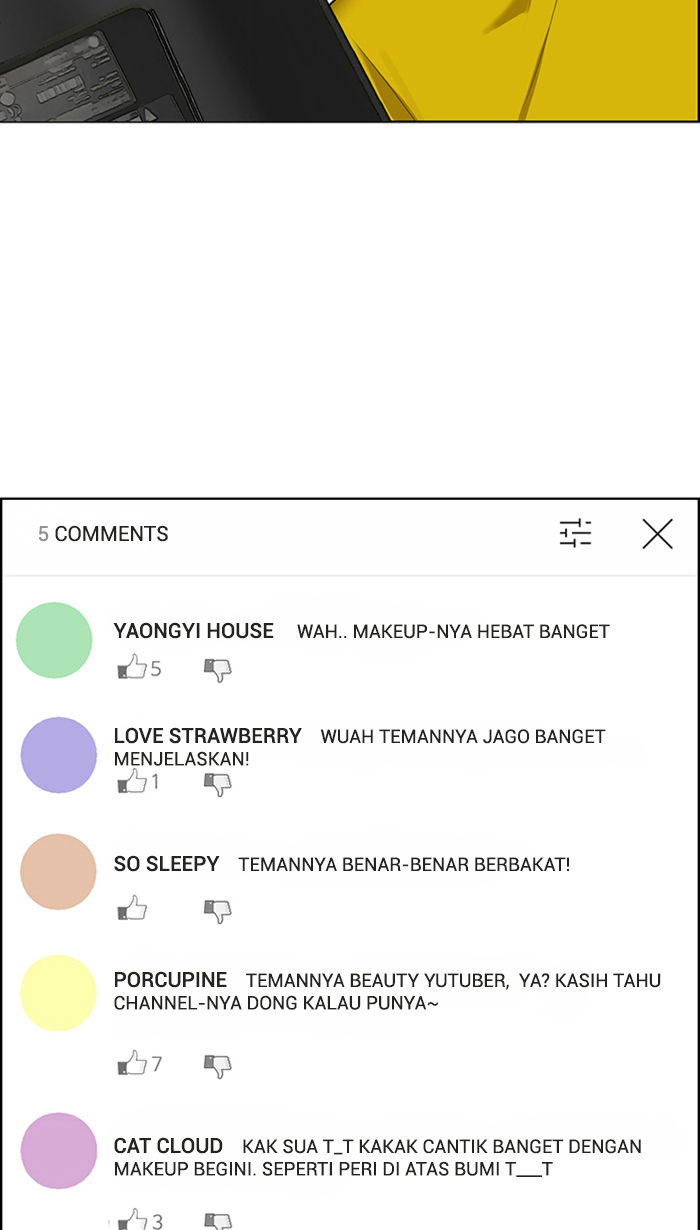 5 COMMENTS
YAONGYI HOUSE WAH.. MAKEUP-NYA HEBAT BANGET
5
LOVE STRAWBERRY WUAH TEMANNYA JAGO BANGET
MENJELASKAN!
1
SO SLEEPY TEMANNYA BENAR-BENAR BERBAKAT!
PORCUPINE TEMANNYA BEAUTY YUTUBER, YA? KASIH TAHU
CHANNEL-NYA DONG KALAU PUNYA~
7
CAT CLOUD KAK SUA T_T KAKAK CANTIK BANGET DENGAN
MAKEUP BEGINI. SEPERTI PERI DI ATAS BUMI T___T
3